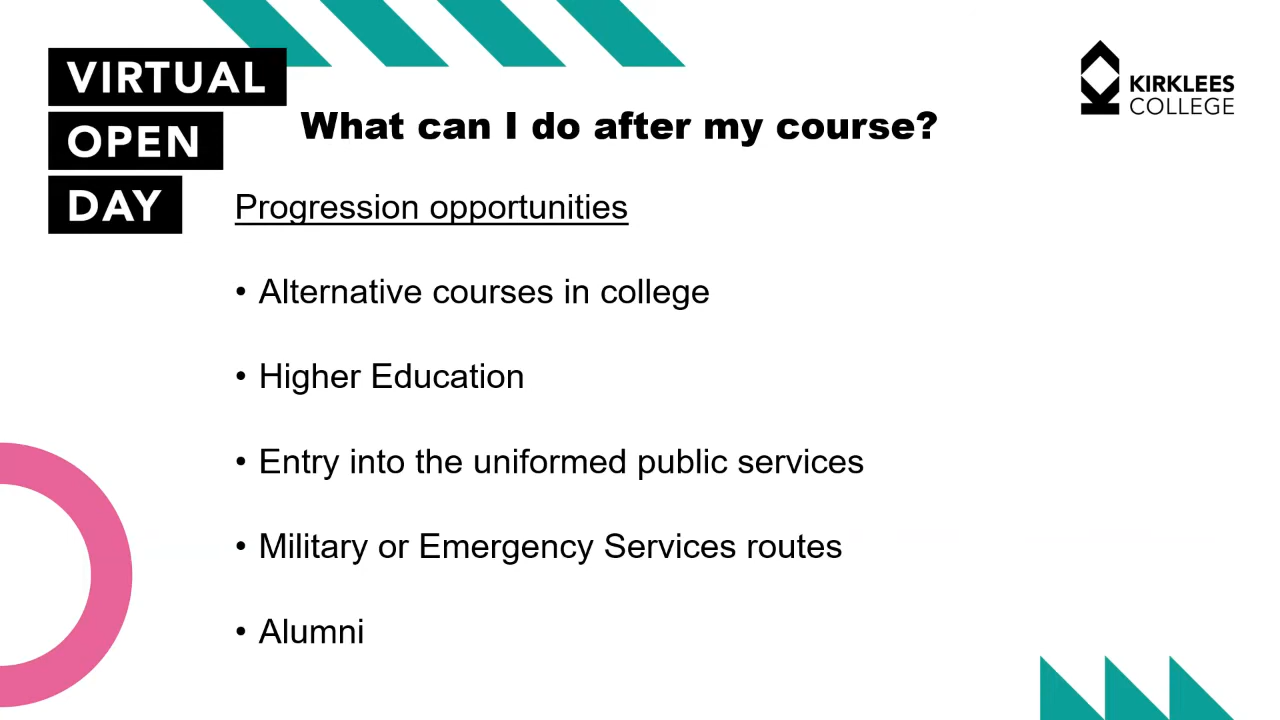 VIRTUAL
OPEN
DAY
KIRKLEES
COLLEGE
What can I do after my course?
Progression opportunities
• Alternative courses in college
• Higher Education
• Entry into the uniformed public services
• Military or Emergency Services routes
• Alumni